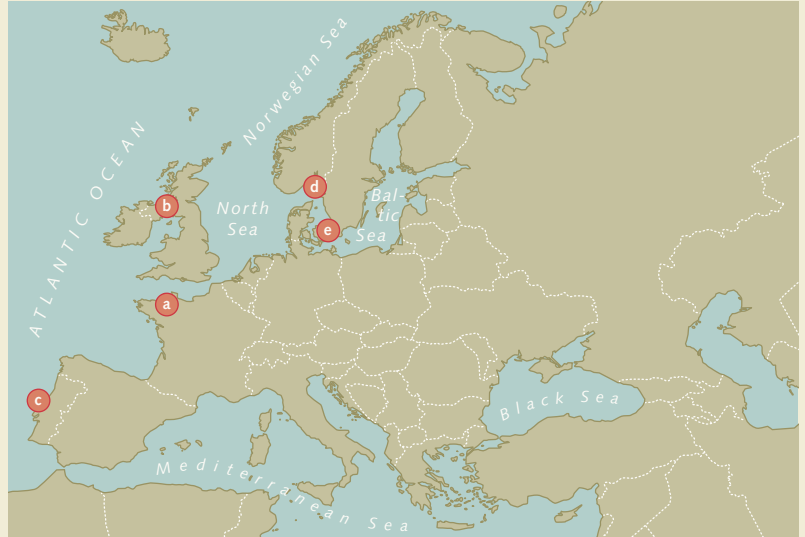 Norwegian Sea
ATLANTIC OCEAN
d
b
North
Sea
Bal-
tic
Sea
e
a
c
Black Sea
Mediterranean Sea